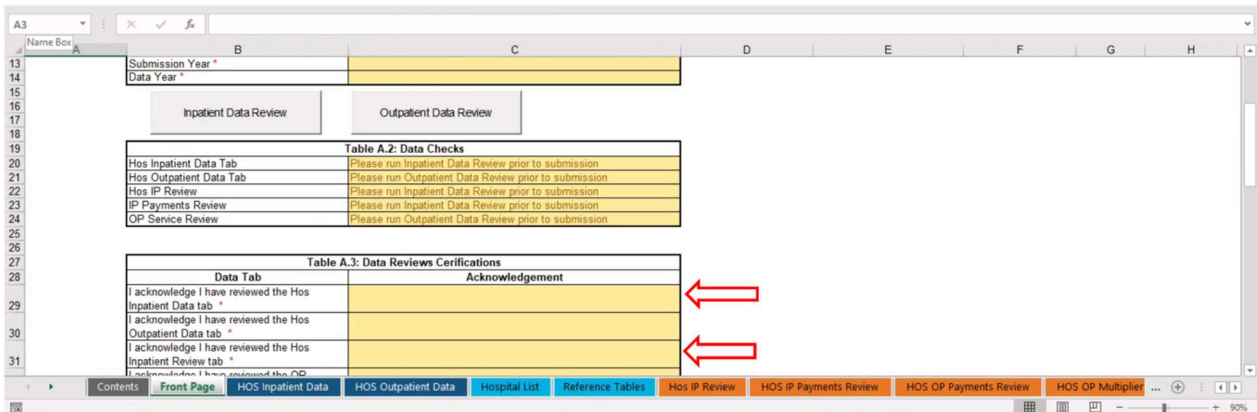 A3
fx
Name Box
A B C D E F G H
13 Submission Year *
14 Data Year *
15
16 Inpatient Data Review Outpatient Data Review
17
18
19 Table A.2: Data Checks
20 Hos Inpatient Data Tab Please run Inpatient Data Review prior to submission
21 Hos Outpatient Data Tab Please run Outpatient Data Review prior to submission
22 Hos IP Review Please run Inpatient Data Review prior to submission
23 IP Payments Review Please run Inpatient Data Review prior to submission
24 OP Service Review Please run Outpatient Data Review prior to submission
25
26
27 Table A.3: Data Reviews Cerifications
28 Data Tab Acknowledgement
I acknowledge I have reviewed the Hos
29 Inpatient Data tab *
I acknowledge I have reviewed the Hos
30 Outpatient Data tab *
I acknowledge I have reviewed the Hos
31 Inpatient Review tab *
I acknowledge I have reviewed the OP
Contents Front Page HOS Inpatient Data HOS Outpatient Data Hospital List Reference Tables Hos IP Review HOS IP Payments Review HOS OP Payments Review HOS OP Multiplier ...
90%